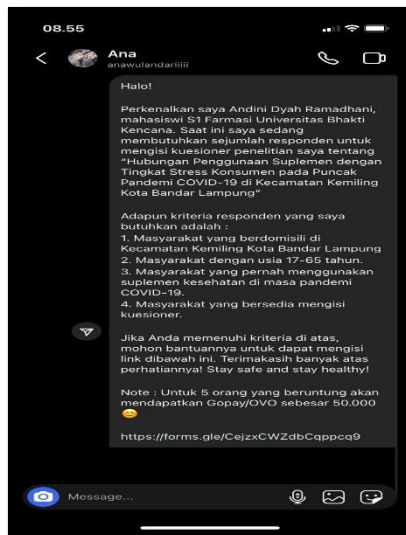 08.55
Ana
anawulandariiiii
Halo!
Perkenalkan saya Andini Dyah Ramadhani,
mahasiswi S1 Farmasi Universitas Bhakti
Kencana. Saat ini saya sedang
membutuhkan sejumlah responden untuk
mengisi kuesioner penelitian saya tentang
“Hubungan Penggunaan Suplemen dengan
Tingkat Stress Konsumen pada Puncak
Pandemi COVID-19 di Kecamatan Kemiling
Kota Bandar Lampung”
Adapun kriteria responden yang saya
butuhkan adalah :
1. Masyarakat yang berdomisili di
Kecamatan Kemiling Kota Bandar Lampung
2. Masyarakat dengan usia 17-65 tahun.
3. Masyarakat yang pernah menggunakan
suplemen kesehatan di masa pandemi
COVID-19.
4. Masyarakat yang bersedia mengisi
kuesioner.
Jika Anda memenuhi kriteria di atas,
mohon bantuannya untuk dapat mengisi
link dibawah ini. Terimakasih banyak atas
perhatiannya! Stay safe and stay healthy!
Note : Untuk 5 orang yang beruntung akan
mendapatkan Gopay/OVO sebesar 50.000
😊
https://forms.gle/CejzxCWZdbCqppcq9
Message...